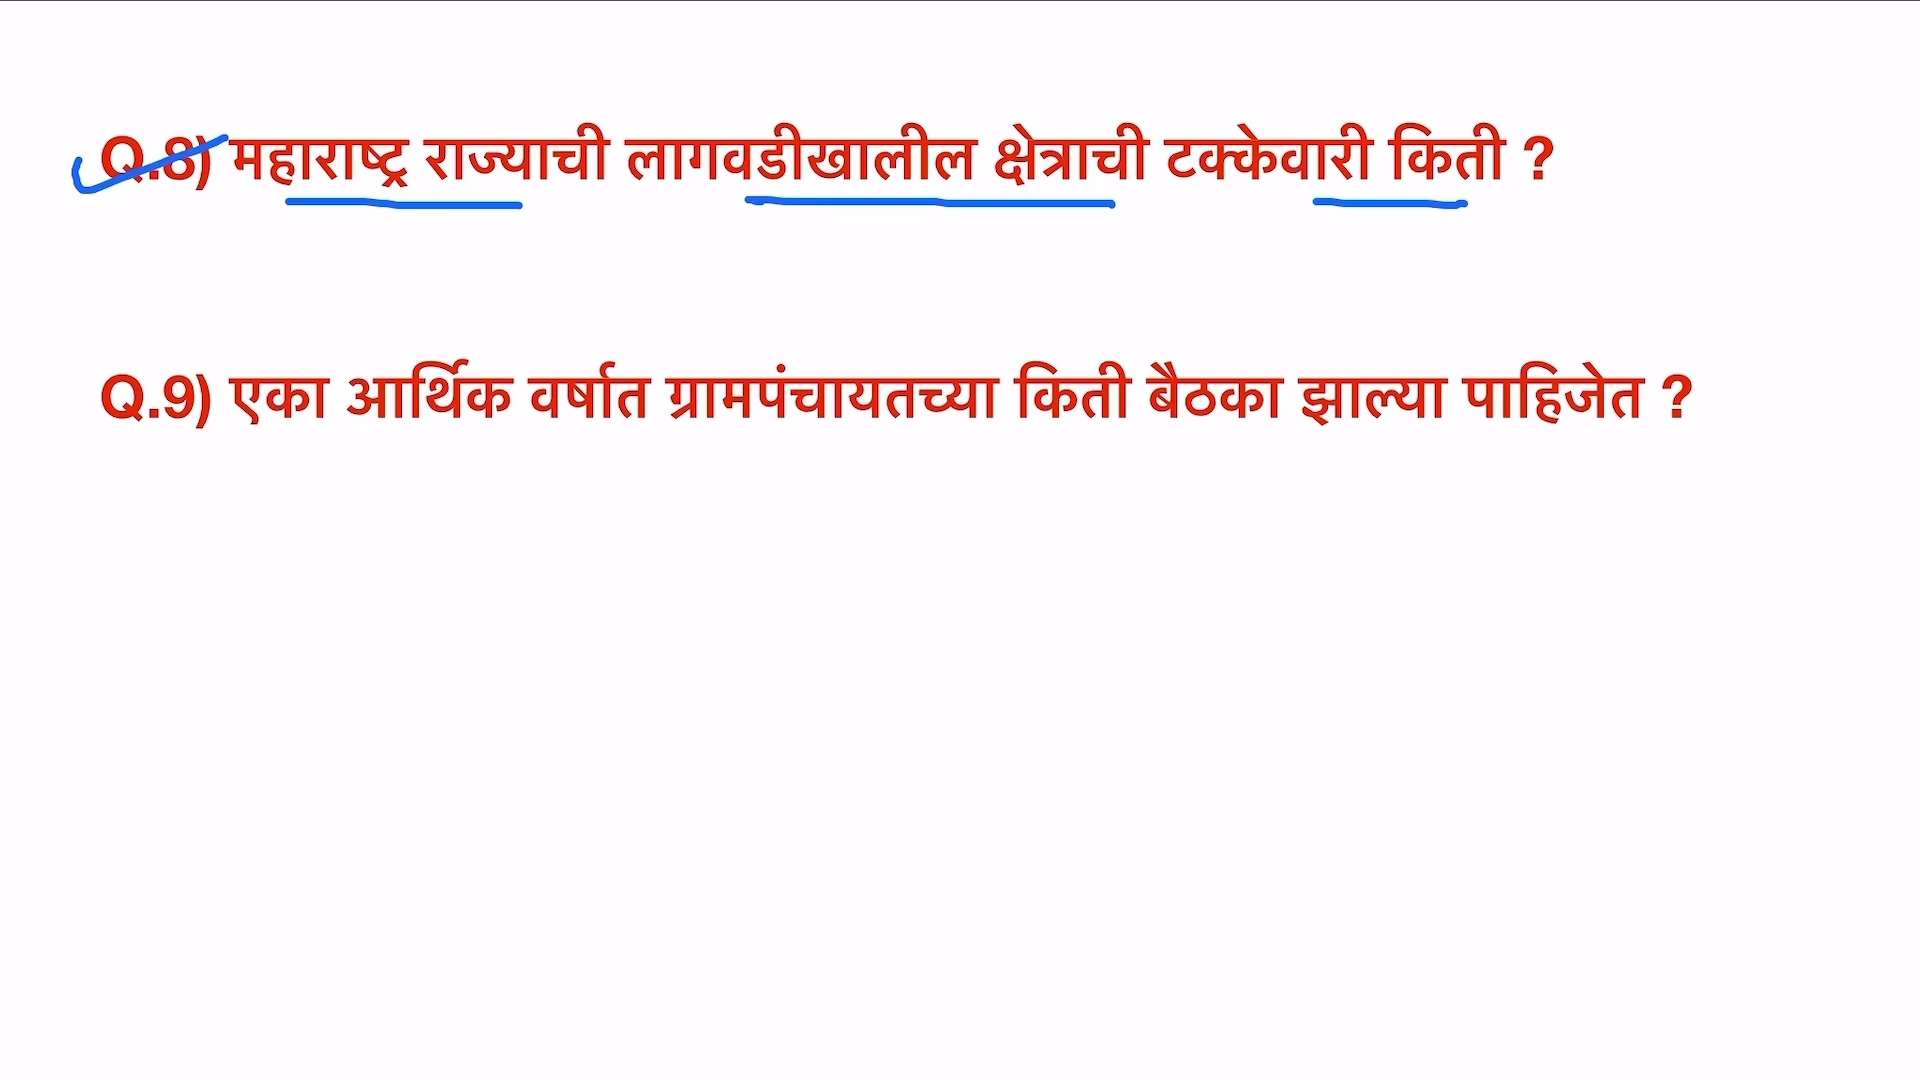 Q.8) महाराष्ट्र राज्याची लागवडीखालील क्षेत्राची टक्केवारी किती ?
Q.9) एका आर्थिक वर्षात ग्रामपंचायतच्या किती बैठका झाल्या पाहिजेत ?